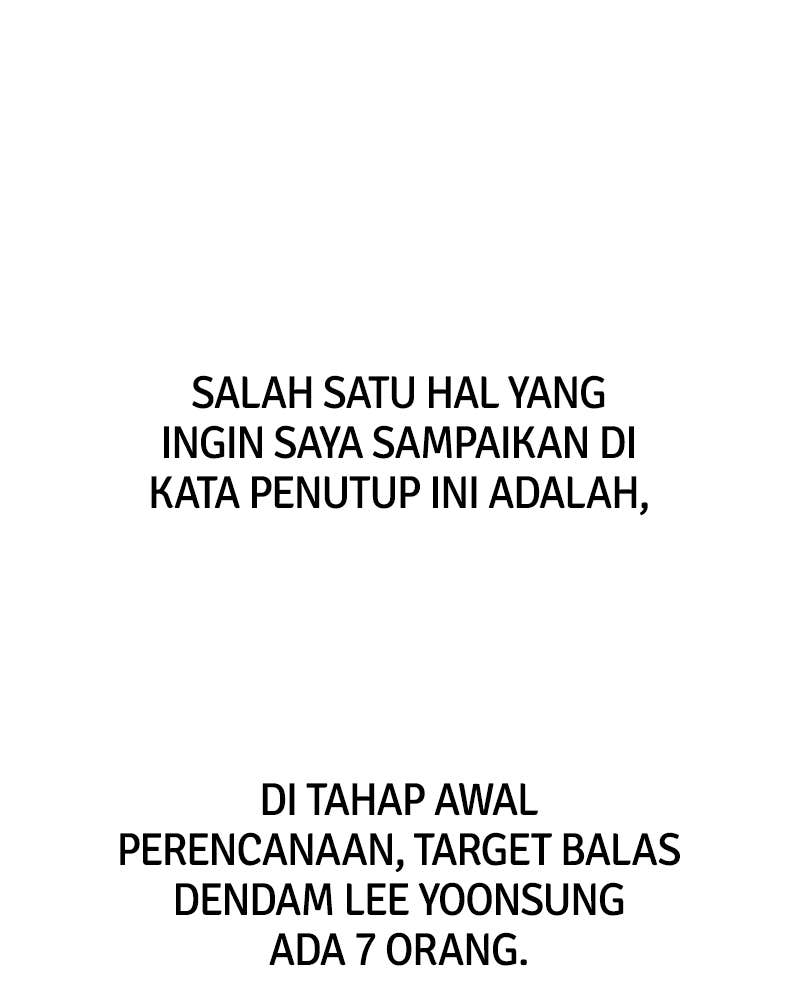 SALAH SATU HAL YANG
INGIN SAYA SAMPAIKAN DI
KATA PENUTUP INI ADALAH,
DI TAHAP AWAL
PERENCANAAN, TARGET BALAS
DENDAM LEE YOONSUNG
ADA 7 ORANG.